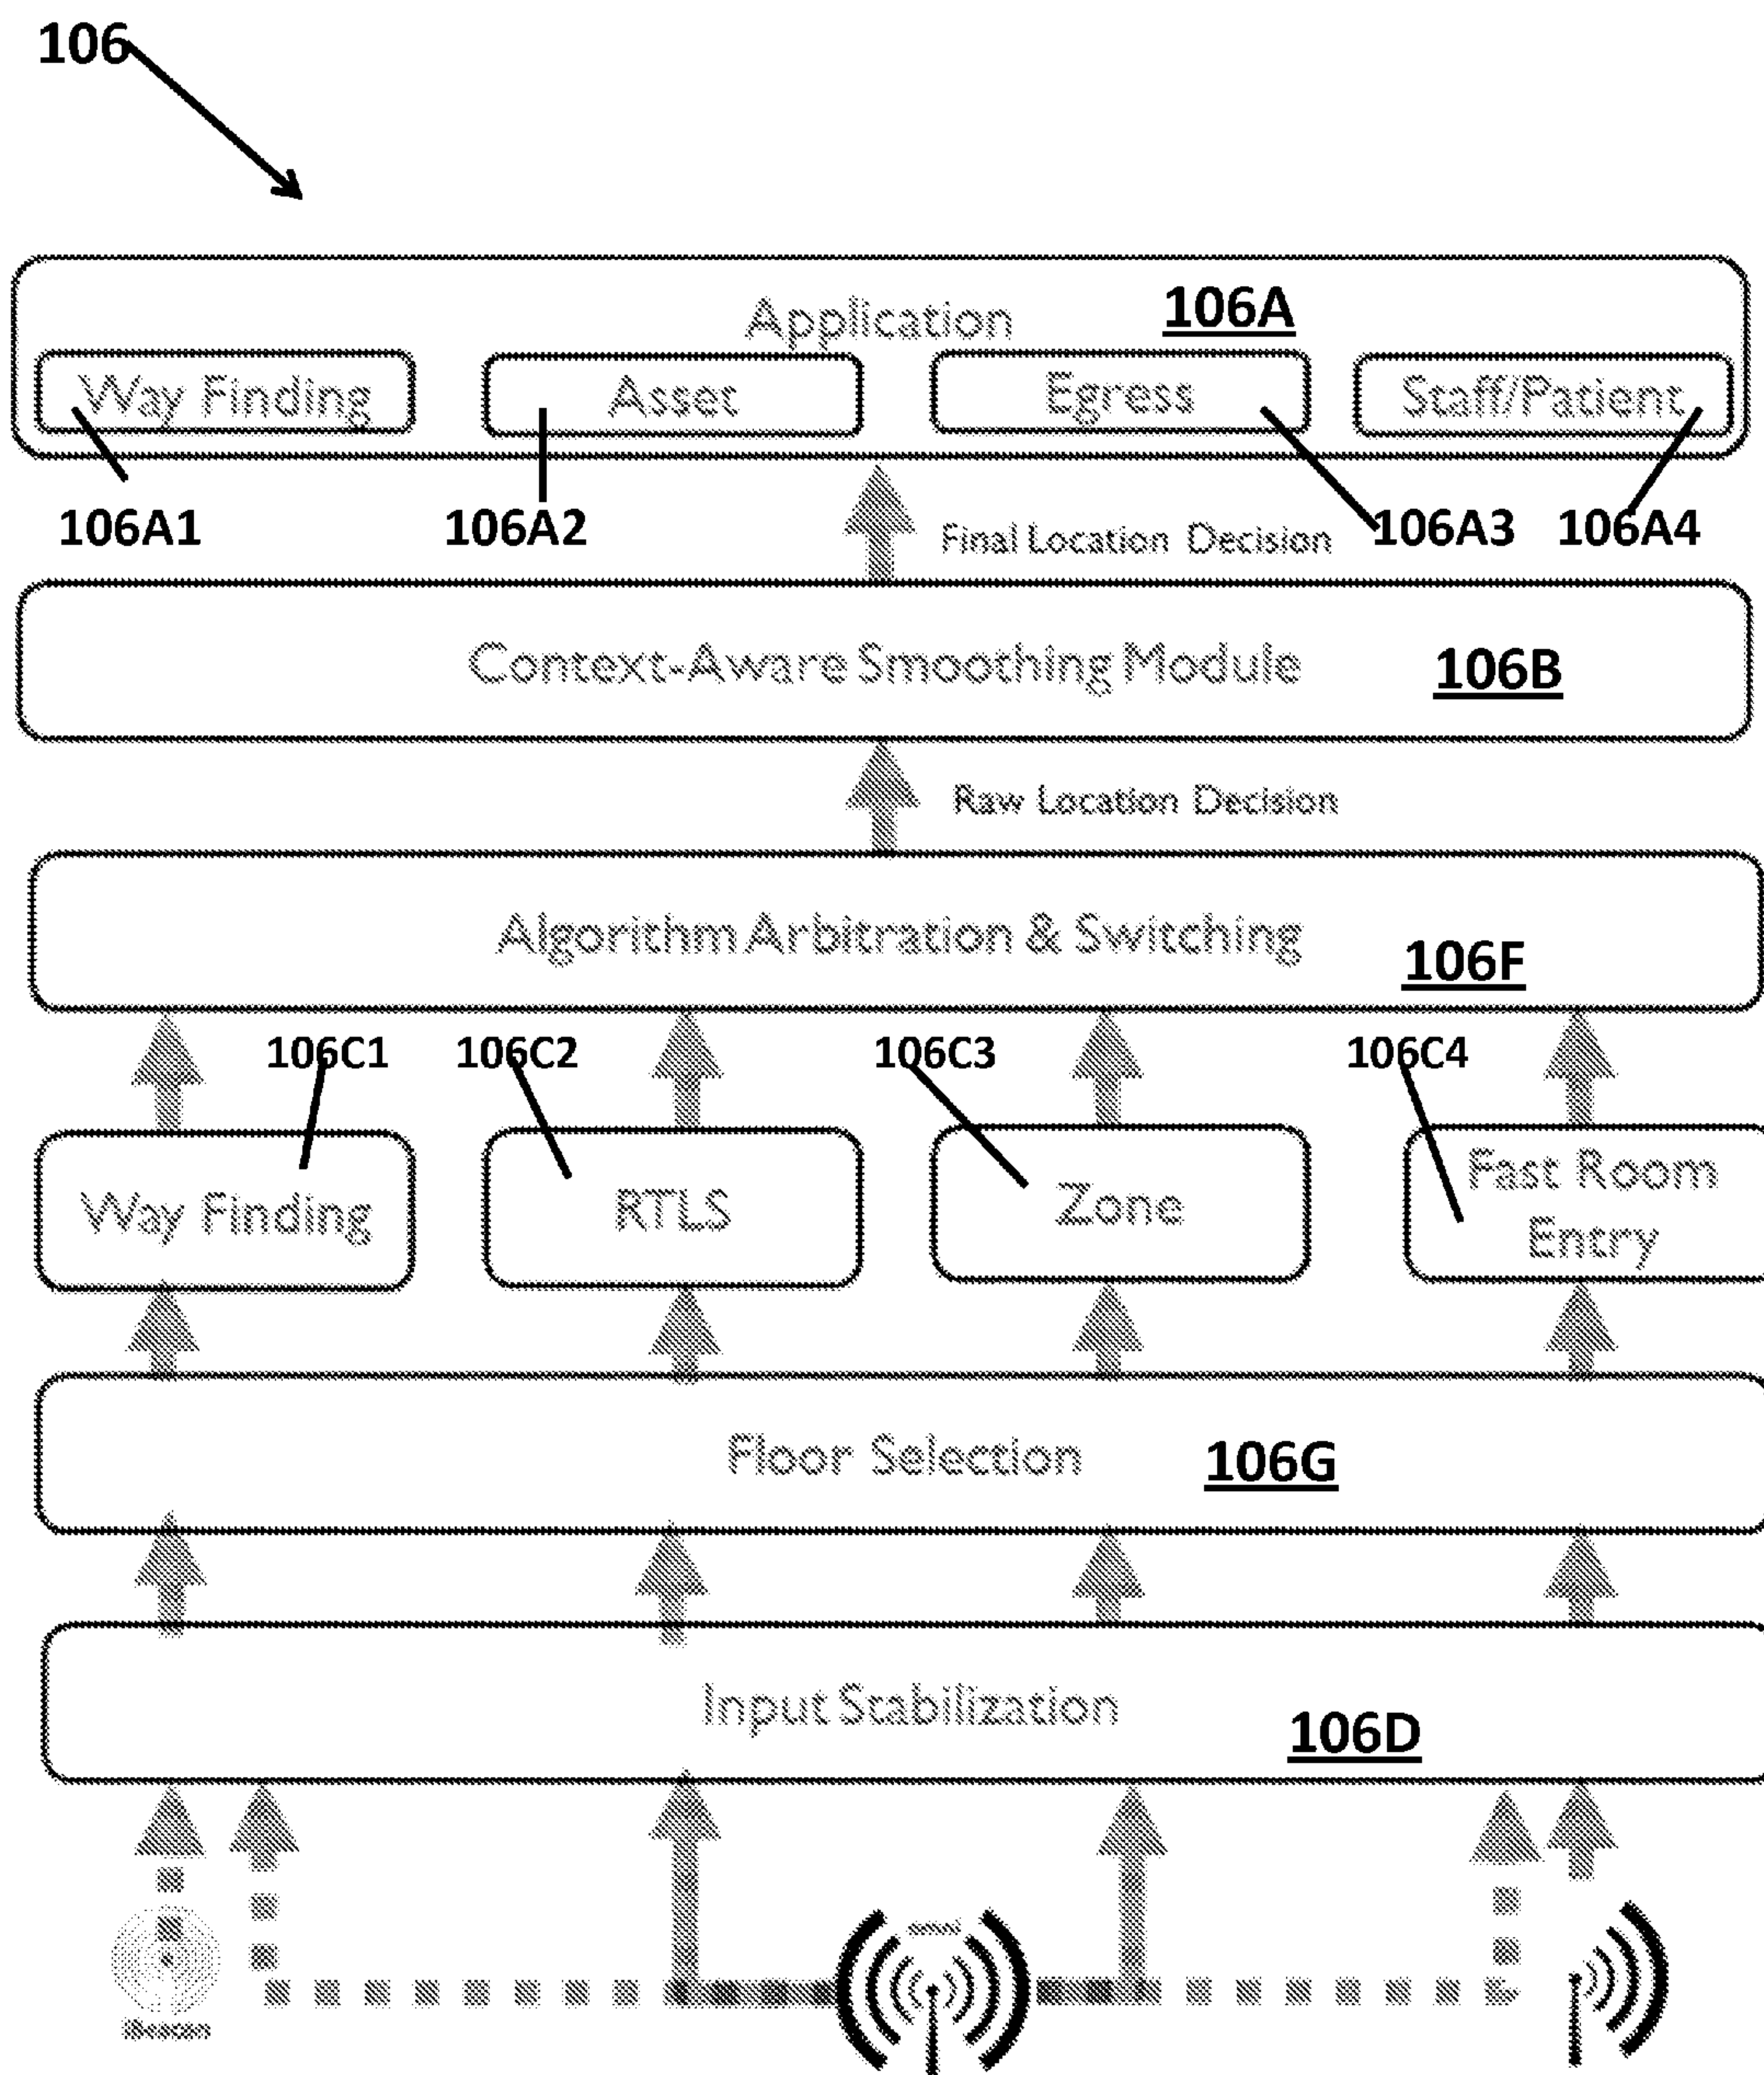 106
Application 106A
Way Finding Asset Egress Staff/Patient
106A1 106A2 Final Location Decision 106A3 106A4
Context-Aware Smoothing Module 106B
Raw Location Decision
Algorithm Arbitration & Switching 106F
106C1 106C2 106C3 106C4
Way Finding RTLS Zone Fast Room
Entry
Floor Selection 106G
Input Stabilization 106D
iBeacon